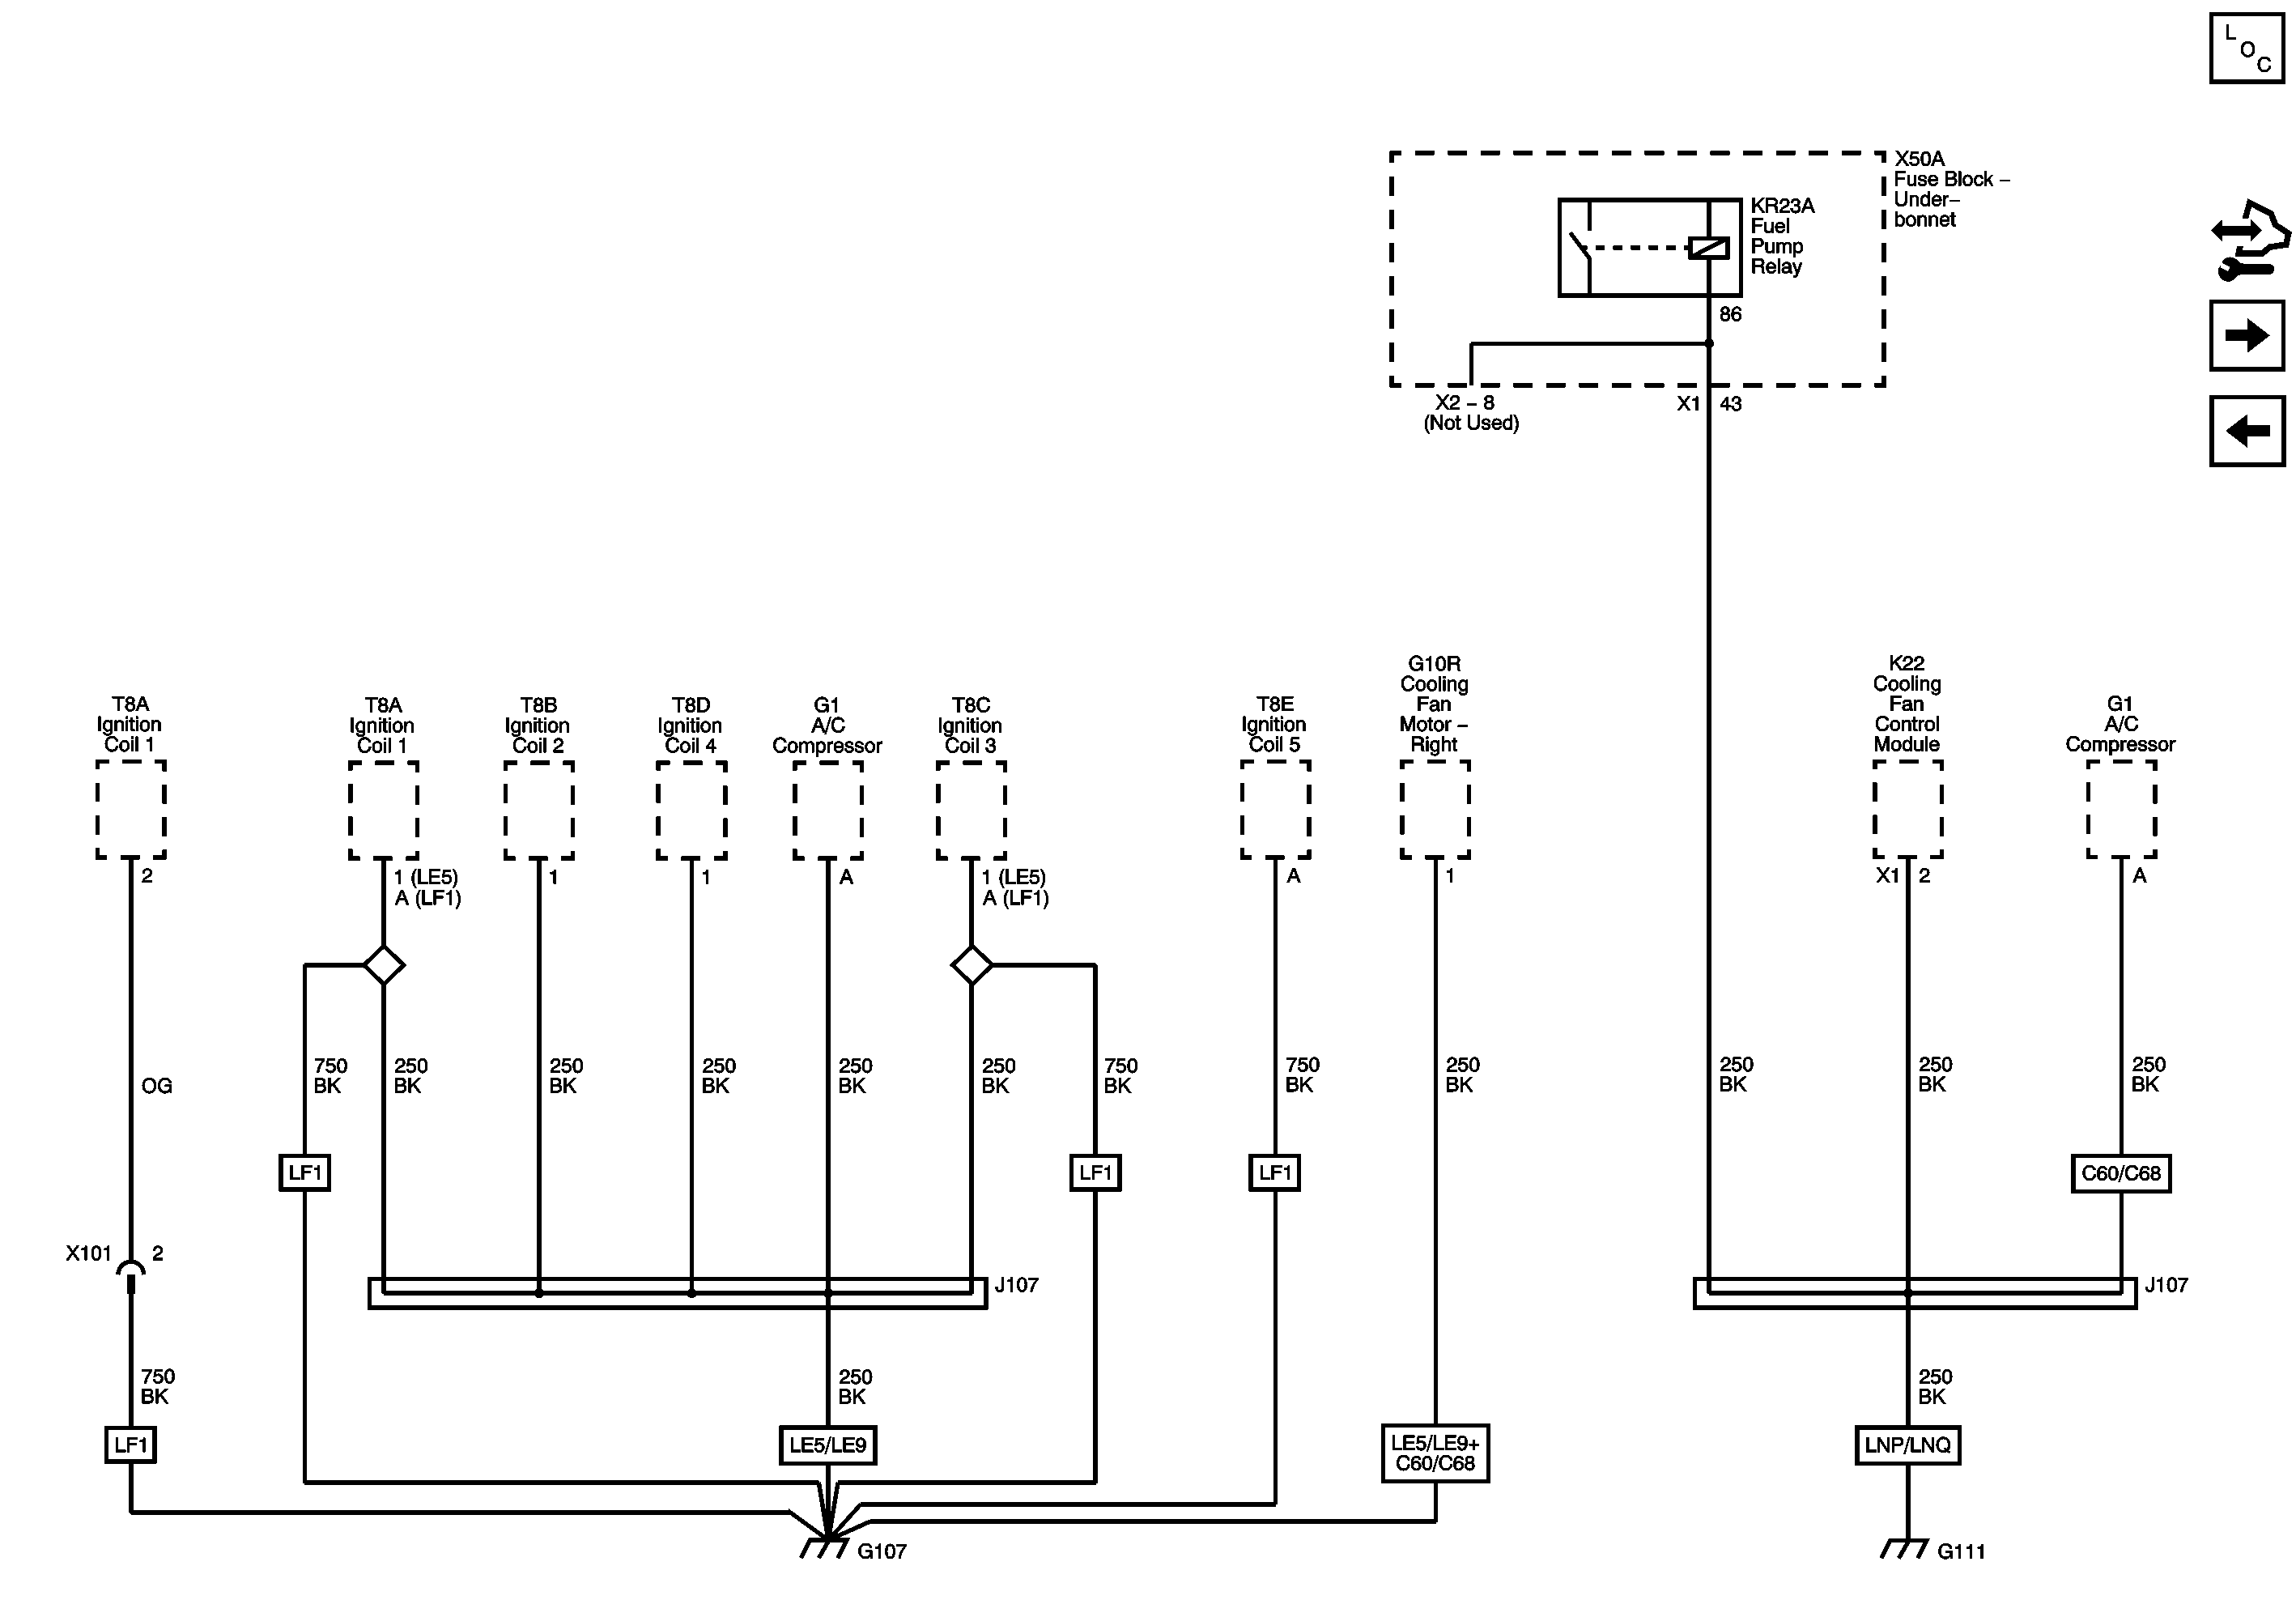 L
O
C
X50A
Fuse Block –
Under–
bonnet
KR23A
Fuel
Pump
Relay
86
X2 – 8
(Not Used)
X1
43
T8A
Ignition
Coil 1
T8A
Ignition
Coil 1
T8B
Ignition
Coil 2
T8D
Ignition
Coil 4
G1
A/C
Compressor
T8C
Ignition
Coil 3
T8E
Ignition
Coil 5
G10R
Cooling
Fan
Motor –
Right
K22
Cooling
Fan
Control
Module
G1
A/C
Compressor
2
1 (LE5)
A (LF1)
1
1
A
1 (LE5)
A (LF1)
A
1
X1
2
A
OG
750
BK
250
BK
250
BK
250
BK
250
BK
250
BK
750
BK
750
BK
250
BK
250
BK
250
BK
250
BK
LF1
LF1
LF1
C60/C68
X101
2
J107
J107
750
BK
250
BK
250
BK
LF1
LE5/LE9
LE5/LE9+
C60/C68
LNP/LNQ
G107
G111